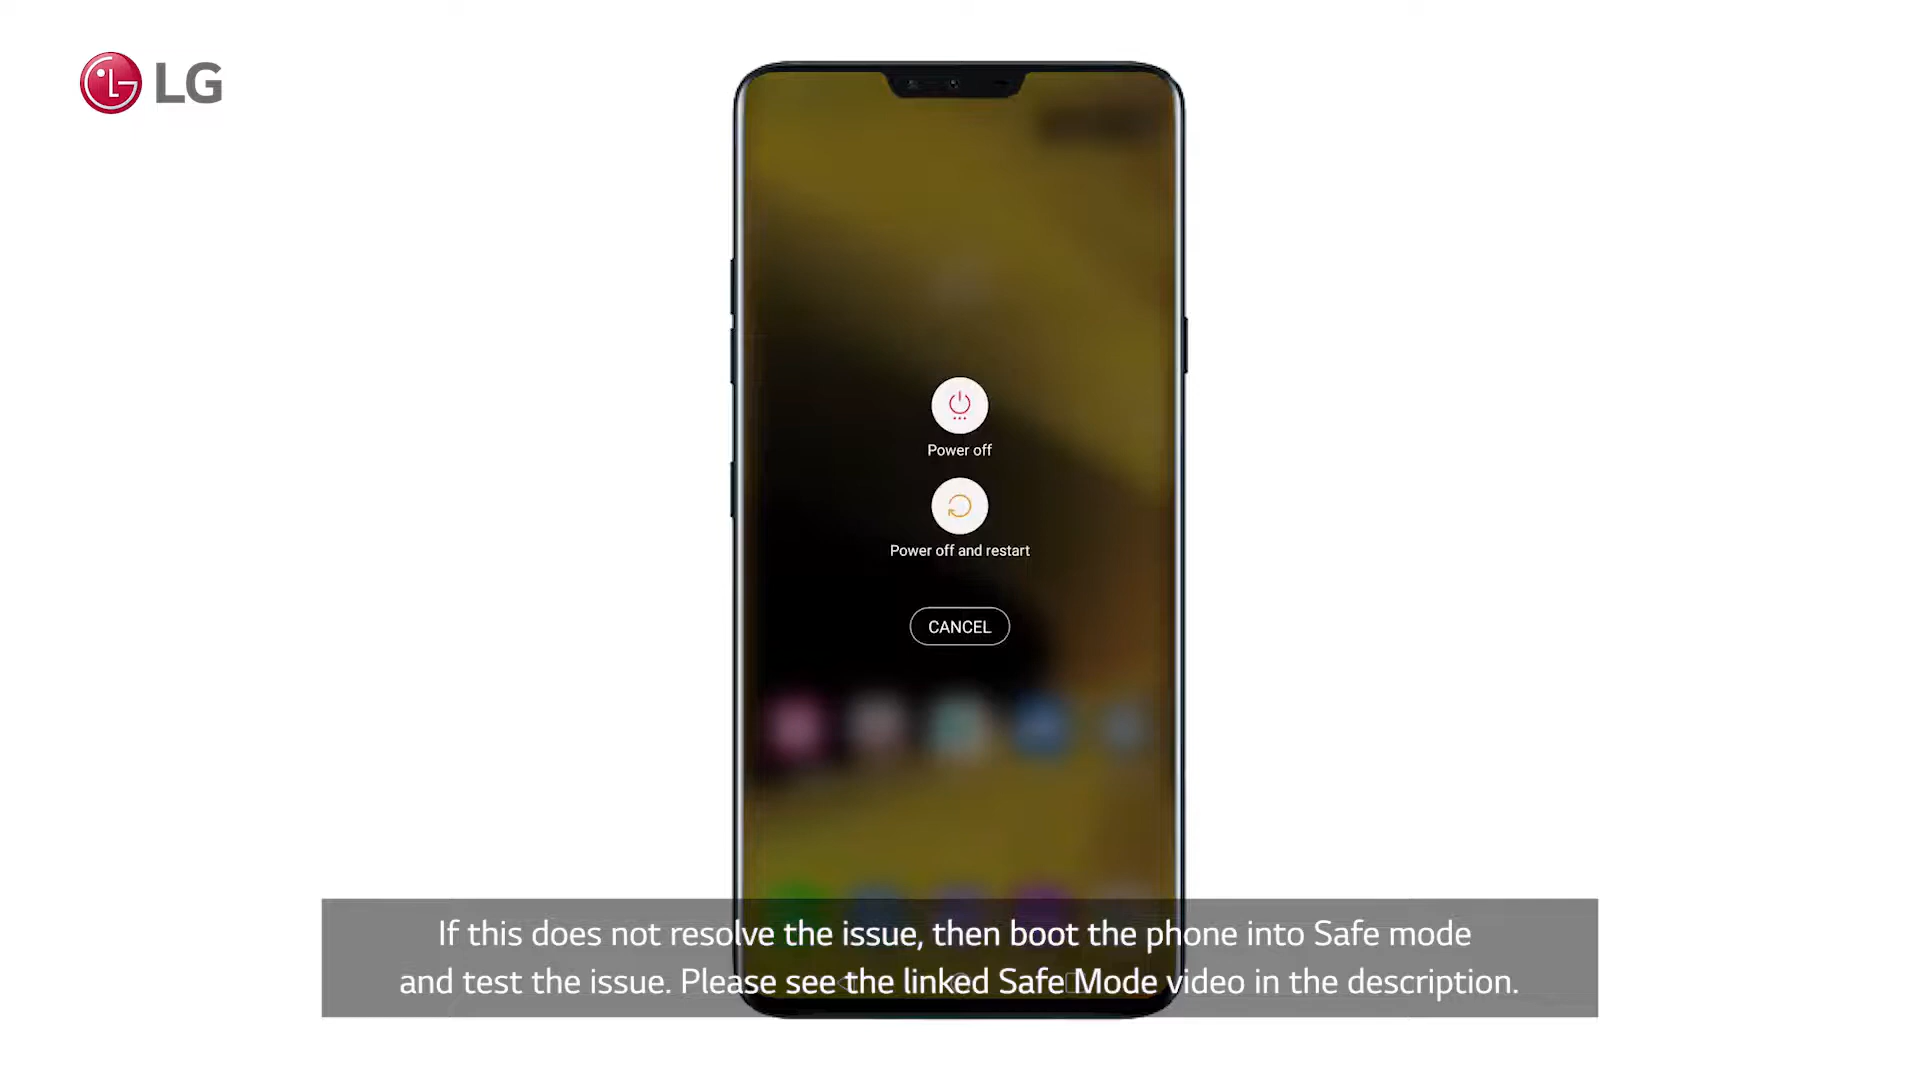 LG
Power off
Power off and restart
CANCEL
If this does not resolve the issue, then boot the phone into Safe mode
and test the issue. Please see the linked Safe Mode video in the description.